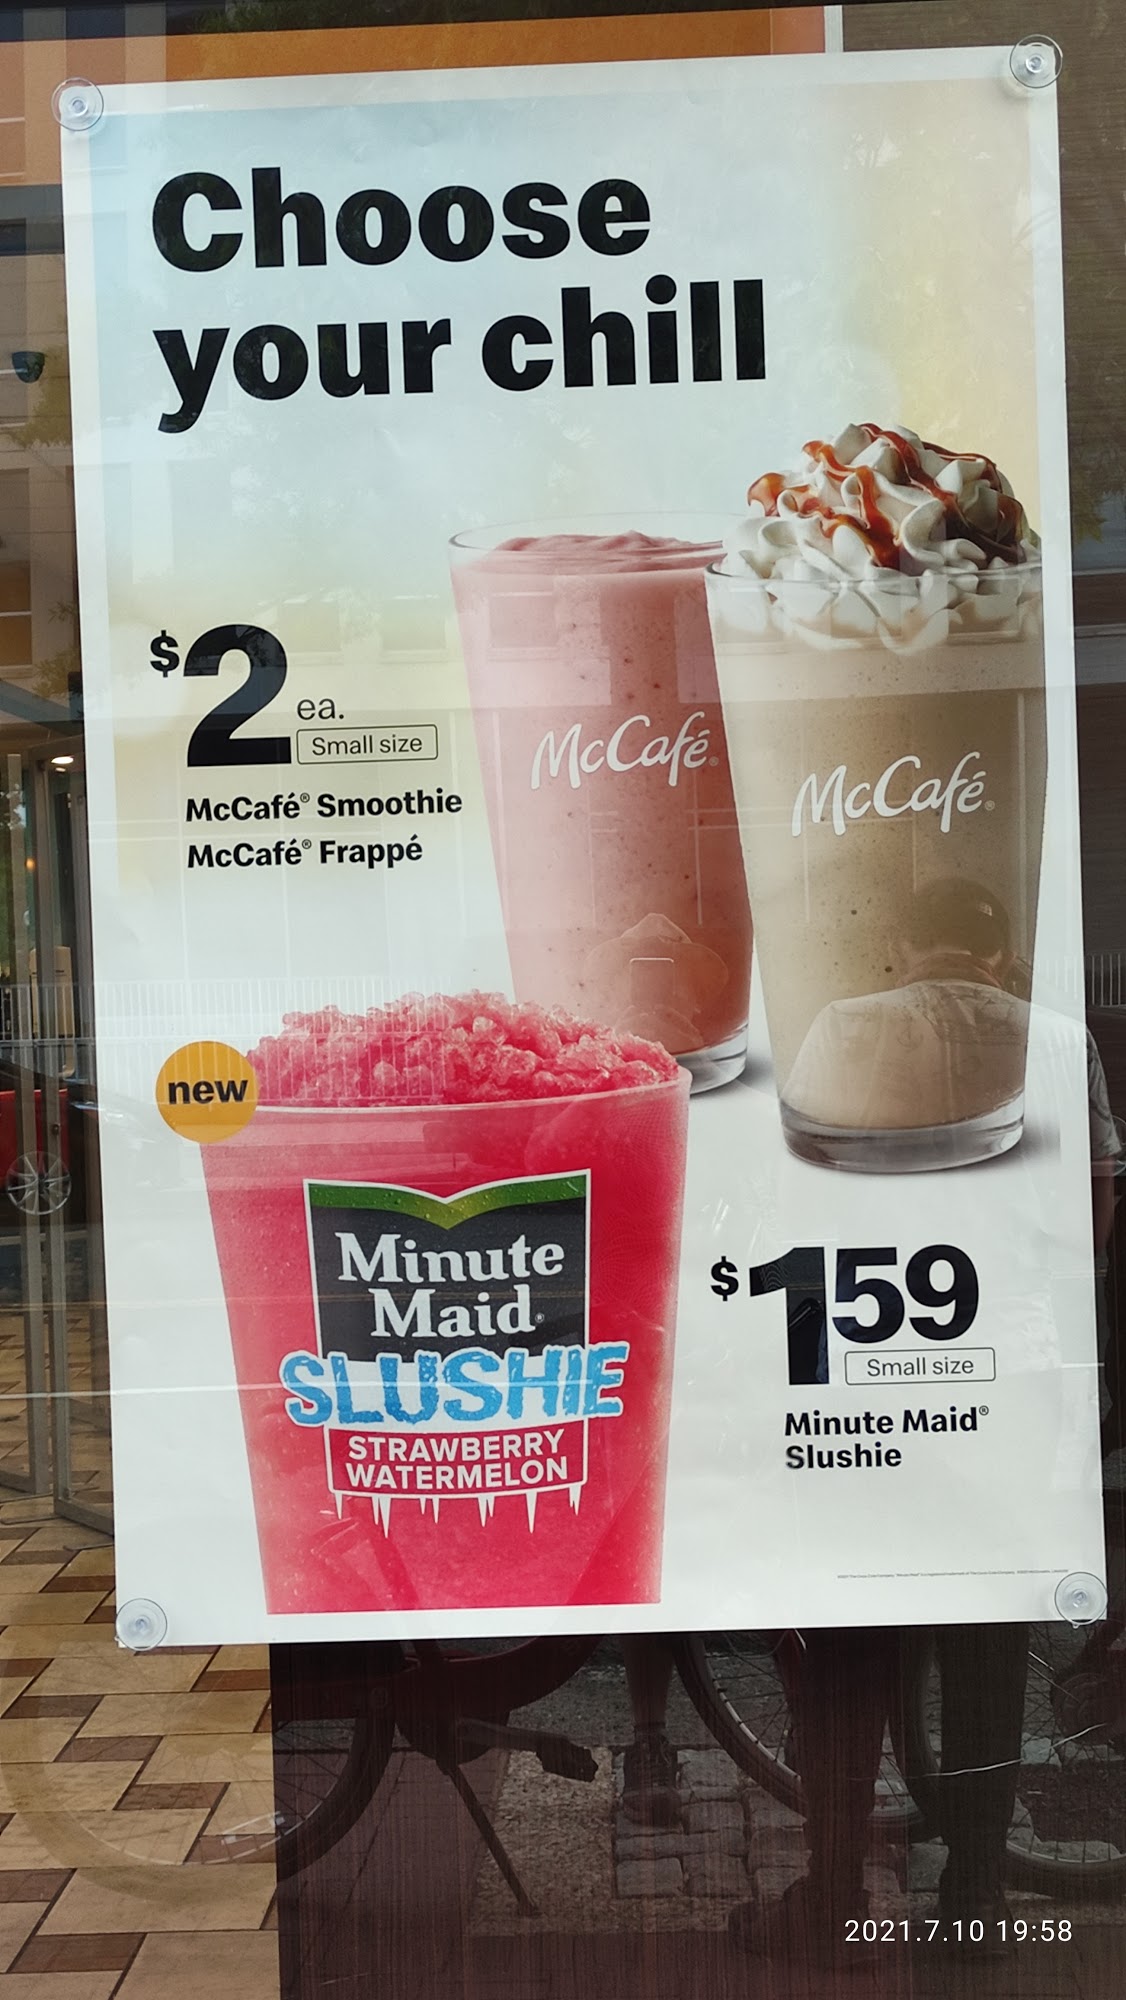 Choose
your chill
$2 ea.
Small size
McCafé® Smoothie
McCafé® Frappé
McCafé®
McCafé®
new
Minute
Maid®
SLUSHIE
STRAWBERRY
WATERMELON
$159
Small size
Minute Maid®
Slushie
2021.7.10 19:58